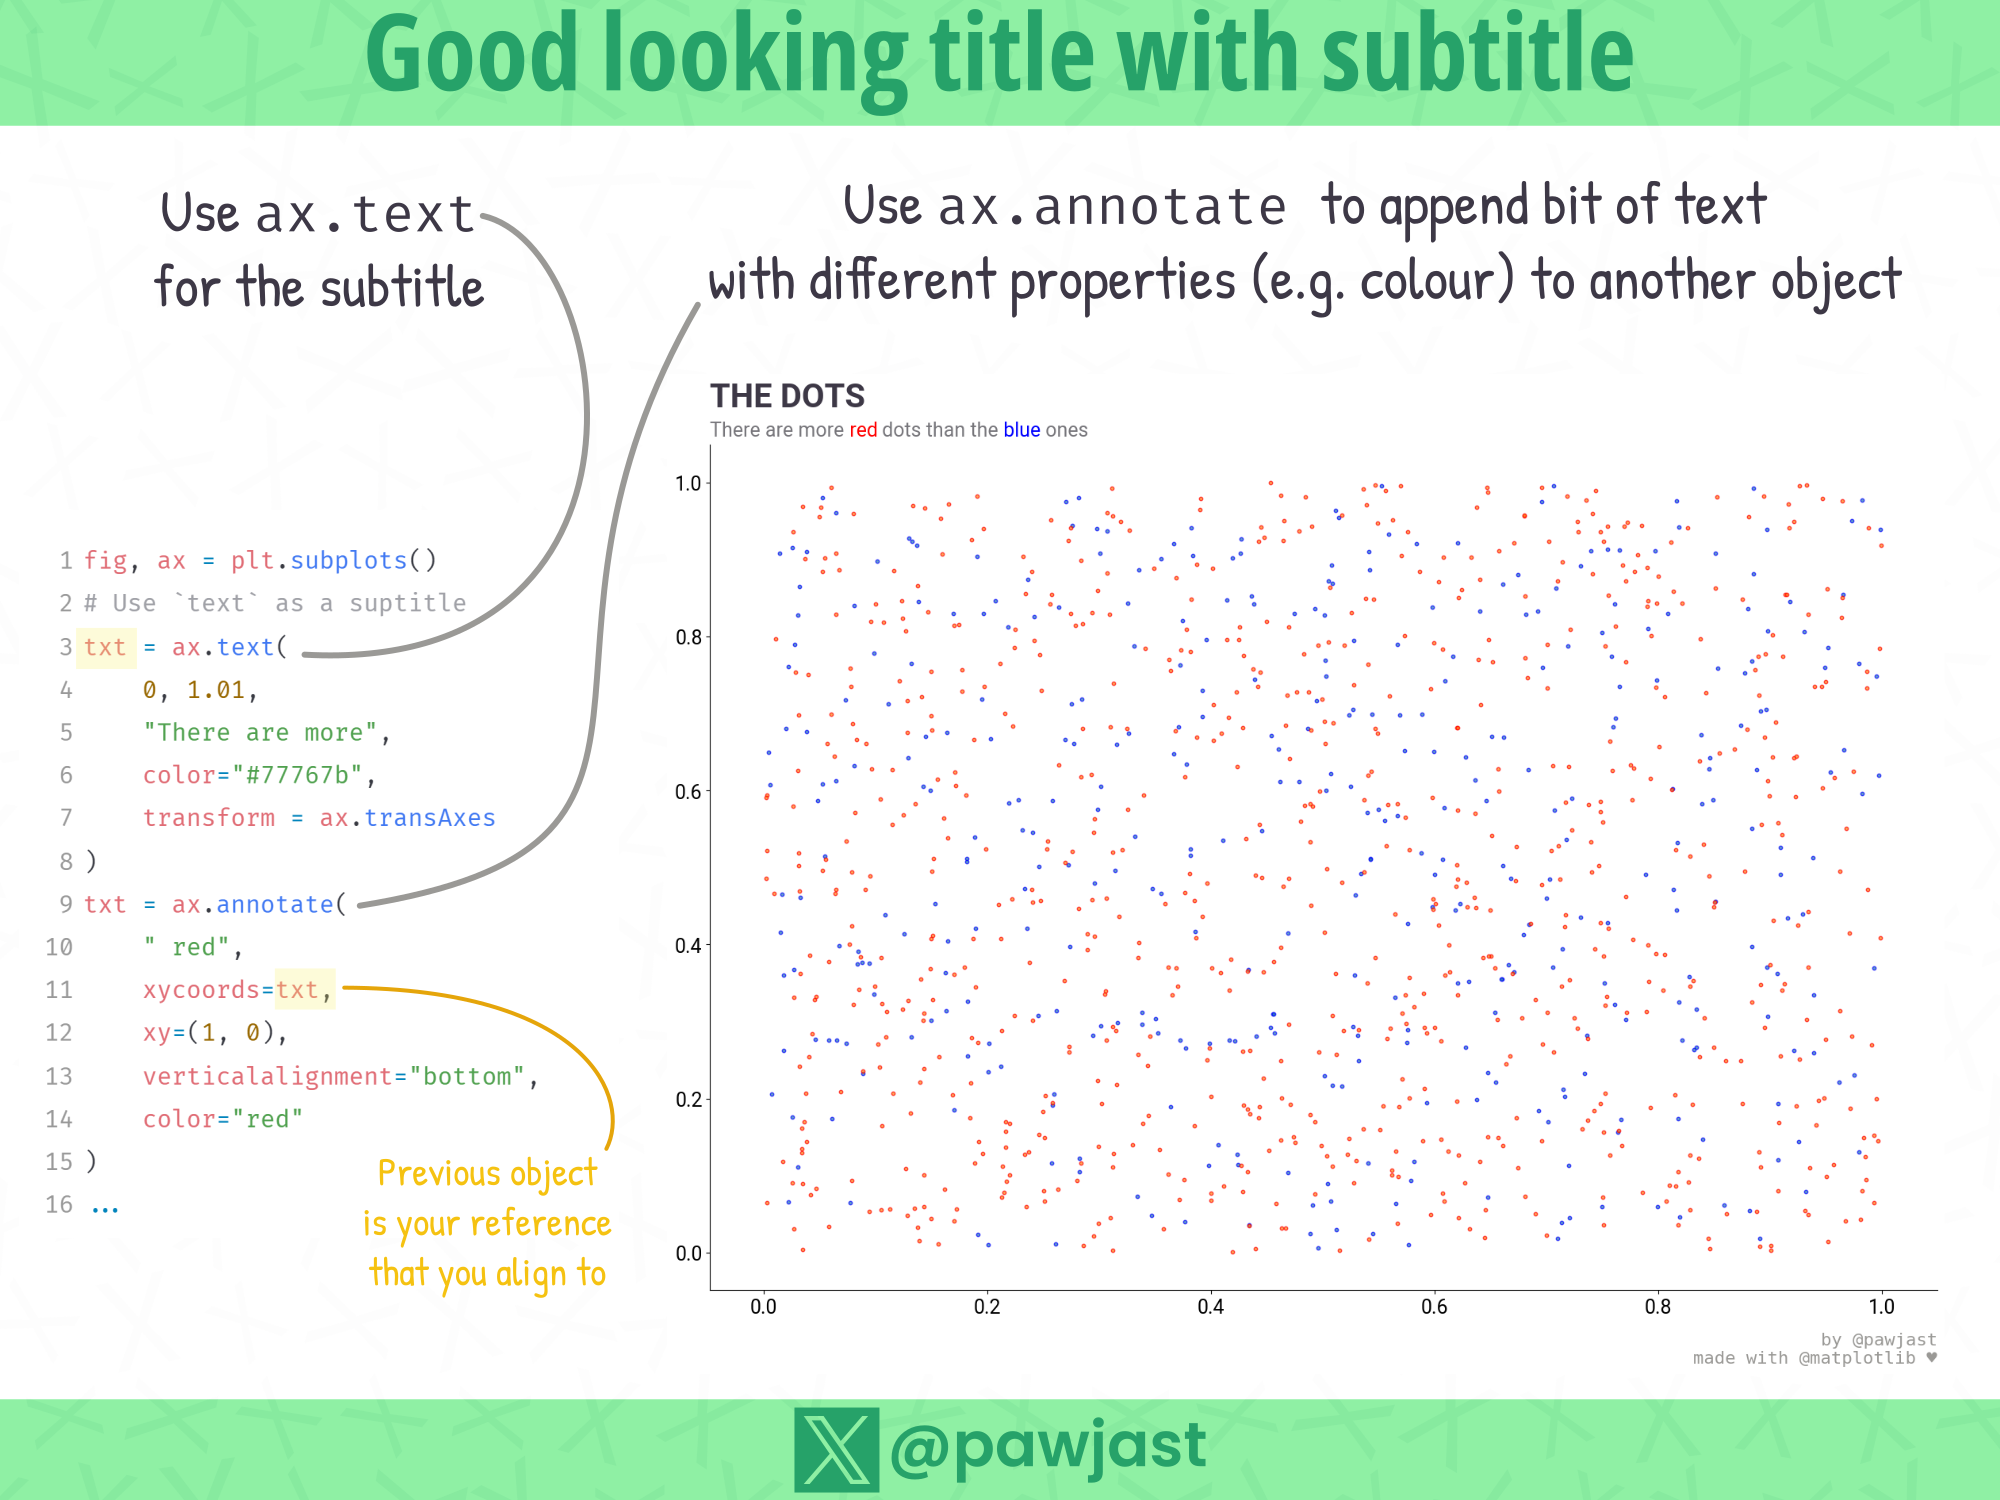 Good looking title with subtitle
Use ax.text
for the subtitle
Use ax.annotate to append bit of text
with different properties (e.g. colour) to another object
1 fig, ax = plt.subplots()
2 # Use `text` as a suptitle
3 txt = ax.text(
4     0, 1.01,
5     "There are more",
6     color="#77767b",
7     transform = ax.transAxes
8 )
9 txt = ax.annotate(
10     " red",
11     xycoords=txt,
12     xy=(1, 0),
13     verticalalignment="bottom",
14     color="red"
15 )
16 ...
Previous object
is your reference
that you align to
THE DOTS
There are more red dots than the blue ones
1.0
0.8
0.6
0.4
0.2
0.0
0.0 0.2 0.4 0.6 0.8 1.0
by @pawjast
made with @matplotlib ♥
@pawjast